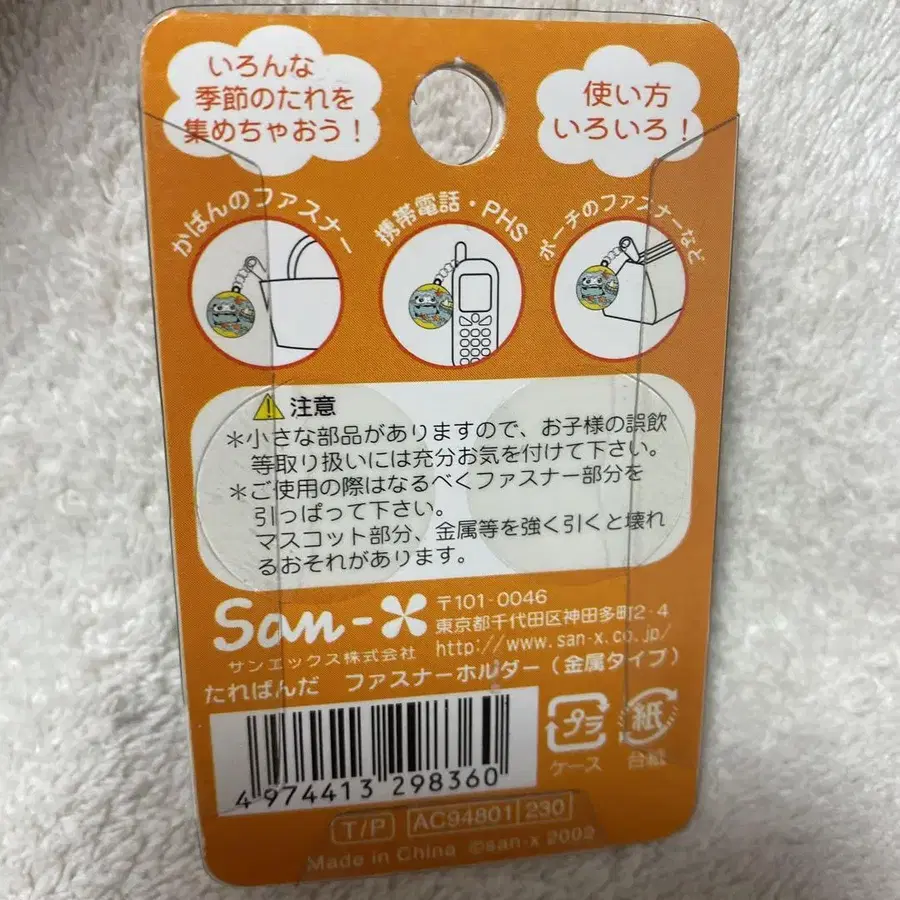 いろんな
季節のたれを
集めちゃおう！
使い方
いろいろ！
かばんのファスナー
携帯電話・PHS
ポーチのファスナーなど
注意
＊小さな部品がありますので、お子様の誤飲
等取り扱いには充分お気を付けて下さい。
＊ご使用の際はなるべくファスナー部分を
引っぱって下さい。
マスコット部分、金属等を強く引くと壊れ
るおそれがあります。
San-X
サンエックス株式会社
〒101-0046
東京都千代田区神田多町2-4
http://www.san-x.co.jp/
たれぱんだ　ファスナーホルダー（金属タイプ）
プラ
ケース
紙
台紙
4 974413 298360
T/P AC94801 230
Made in China ©san-x 2002